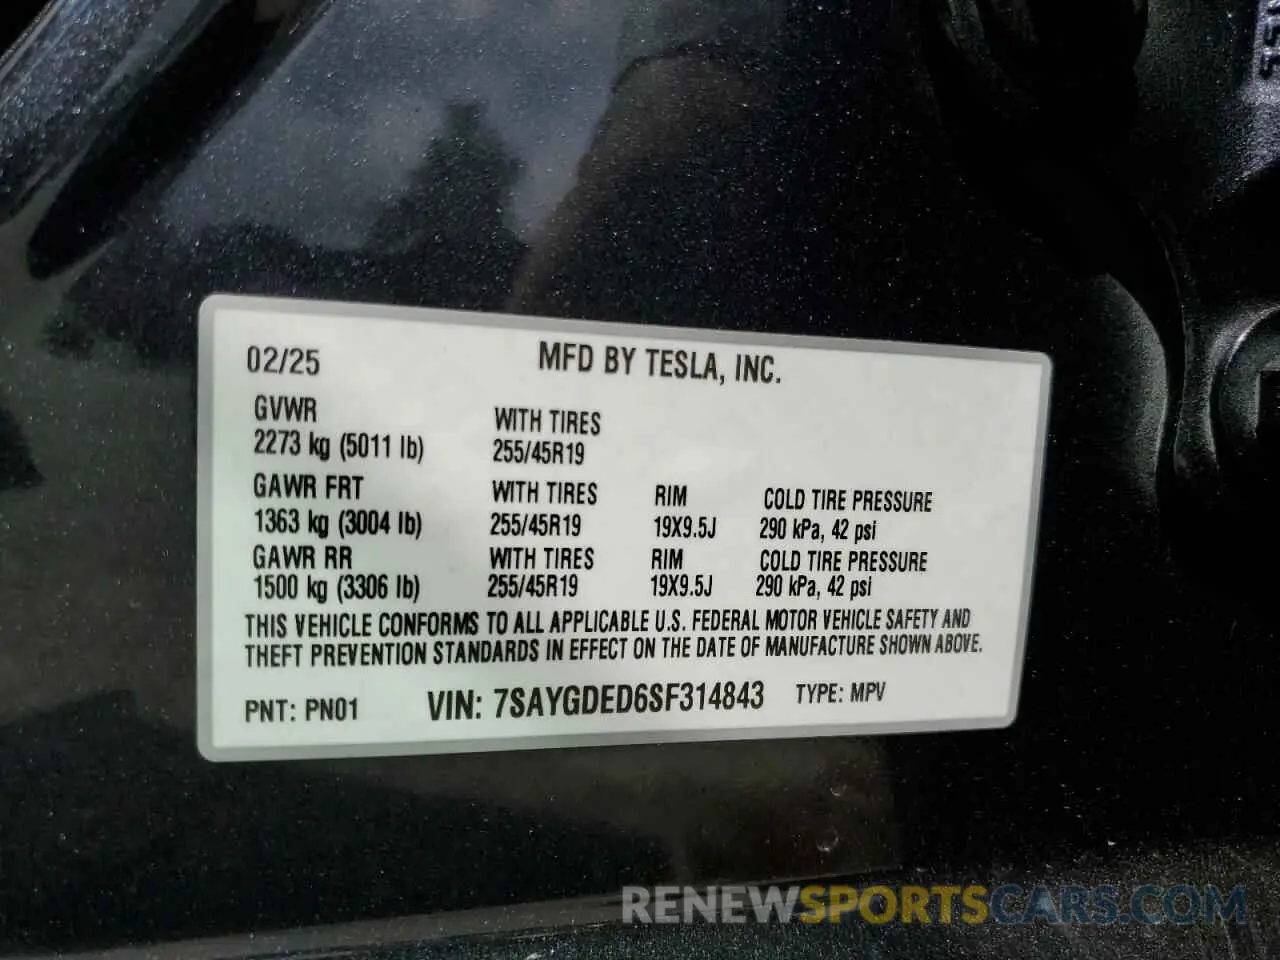 02/25 MFD BY TESLA, INC.
GVWR WITH TIRES
2273 kg (5011 lb) 255/45R19
GAWR FRT WITH TIRES RIM COLD TIRE PRESSURE
1363 kg (3004 lb) 255/45R19 19X9.5J 290 kPa, 42 psi
GAWR RR WITH TIRES RIM COLD TIRE PRESSURE
1500 kg (3306 lb) 255/45R19 19X9.5J 290 kPa, 42 psi
THIS VEHICLE CONFORMS TO ALL APPLICABLE U.S. FEDERAL MOTOR VEHICLE SAFETY AND
THEFT PREVENTION STANDARDS IN EFFECT ON THE DATE OF MANUFACTURE SHOWN ABOVE.
PNT: PN01 VIN: 7SAYGDED6SF314843 TYPE: MPV
RENEWSPORTSCARS.COM